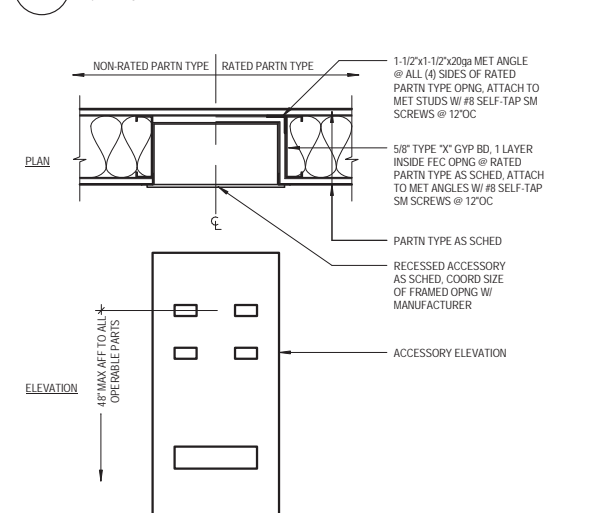 NON-RATED PARTN TYPE
RATED PARTN TYPE
1-1/2"x1-1/2"x20ga MET ANGLE
@ ALL (4) SIDES OF RATED
PARTN TYPE OPNG, ATTACH TO
MET STUDS W/ #8 SELF-TAP SM
SCREWS @ 12"OC
PLAN
5/8" TYPE "X" GYP BD, 1 LAYER
INSIDE FEC OPNG @ RATED
PARTN TYPE AS SCHED, ATTACH
TO MET ANGLES W/ #8 SELF-TAP
SM SCREWS @ 12"OC
PARTN TYPE AS SCHED
RECESSED ACCESSORY
AS SCHED, COORD SIZE
OF FRAMED OPNG W/
MANUFACTURER
℄
48"MAX AFF TO ALL
OPERABLE PARTS
ACCESSORY ELEVATION
ELEVATION